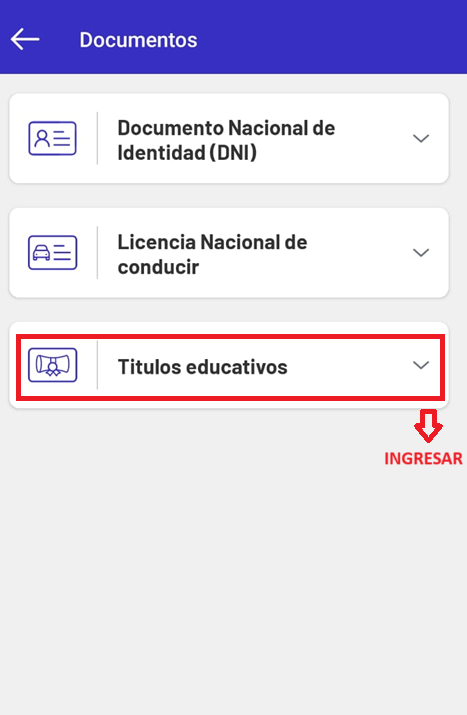 Documentos
Documento Nacional de
Identidad (DNI)
Licencia Nacional de
conducir
Titulos educativos
INGRESAR